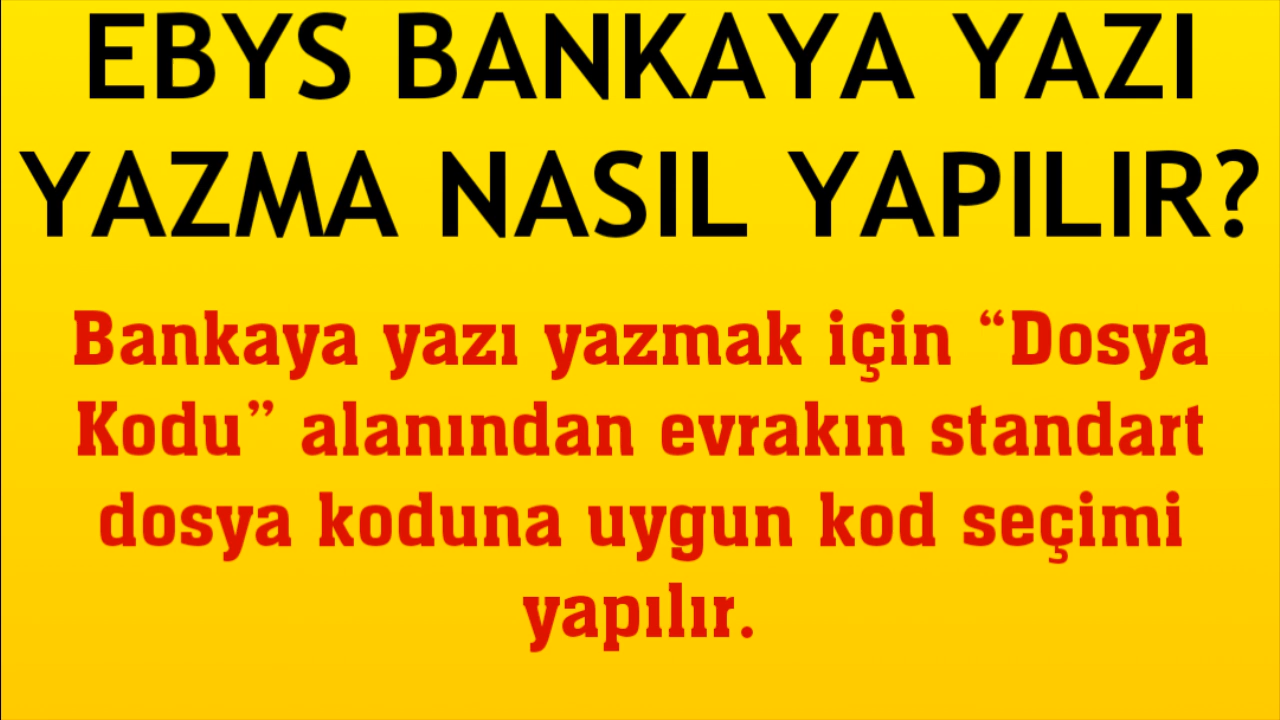 EBYS BANKAYA YAZI
YAZMA NASIL YAPILIR?
Bankaya yazı yazmak için “Dosya
Kodu” alanından evrakın standart
dosya koduna uygun kod seçimi
yapılır.